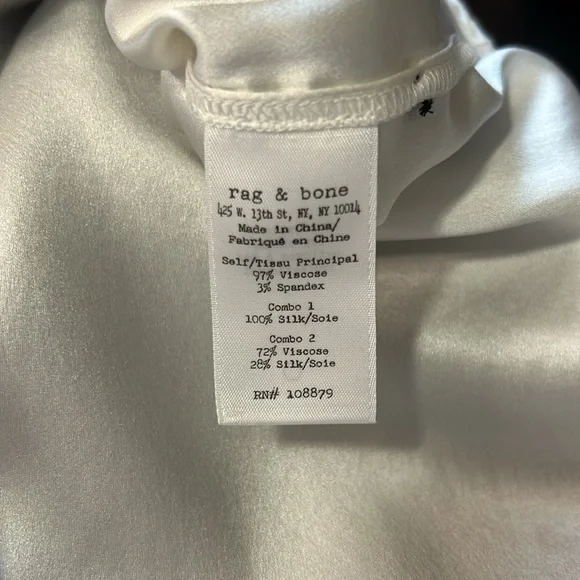 rag & bone
425 W. 13th St, NY, NY 10014
Made in China/
Fabriqué en Chine
Self/Tissu Principal
97% Viscose
3% Spandex
Combo 1
100% Silk/Soie
Combo 2
72% Viscose
28% Silk/Soie
RN# 108879